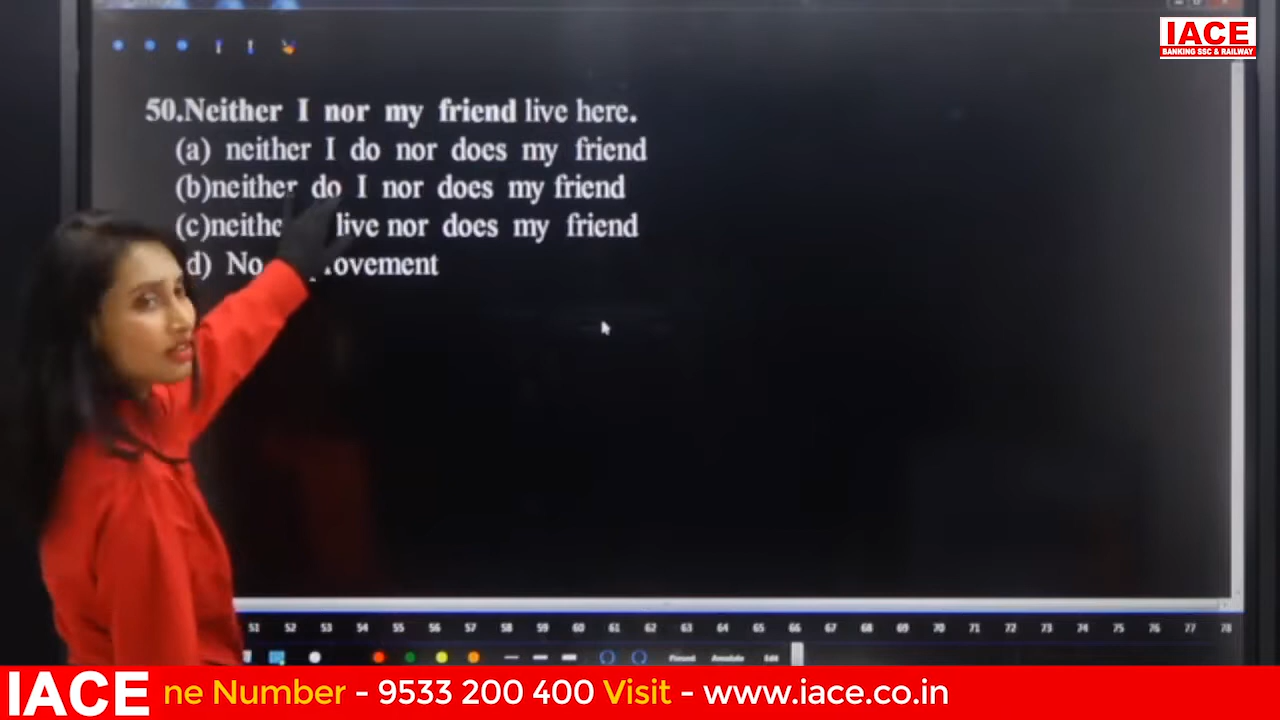 IACE
BANKING SSC & RAILWAY
50.Neither I nor my friend live here.
(a) neither I do nor does my friend
(b)neither do I nor does my friend
(c)neithe live nor does my friend
d) No ovement
51 52 53 54 55 56 57 58 59 60 61 62 63 64 65 66 67 68 69 70 71 72 73 74 75 76 77 78
Present Annotate Edit
IACE ne Number - 9533 200 400 Visit - www.iace.co.in